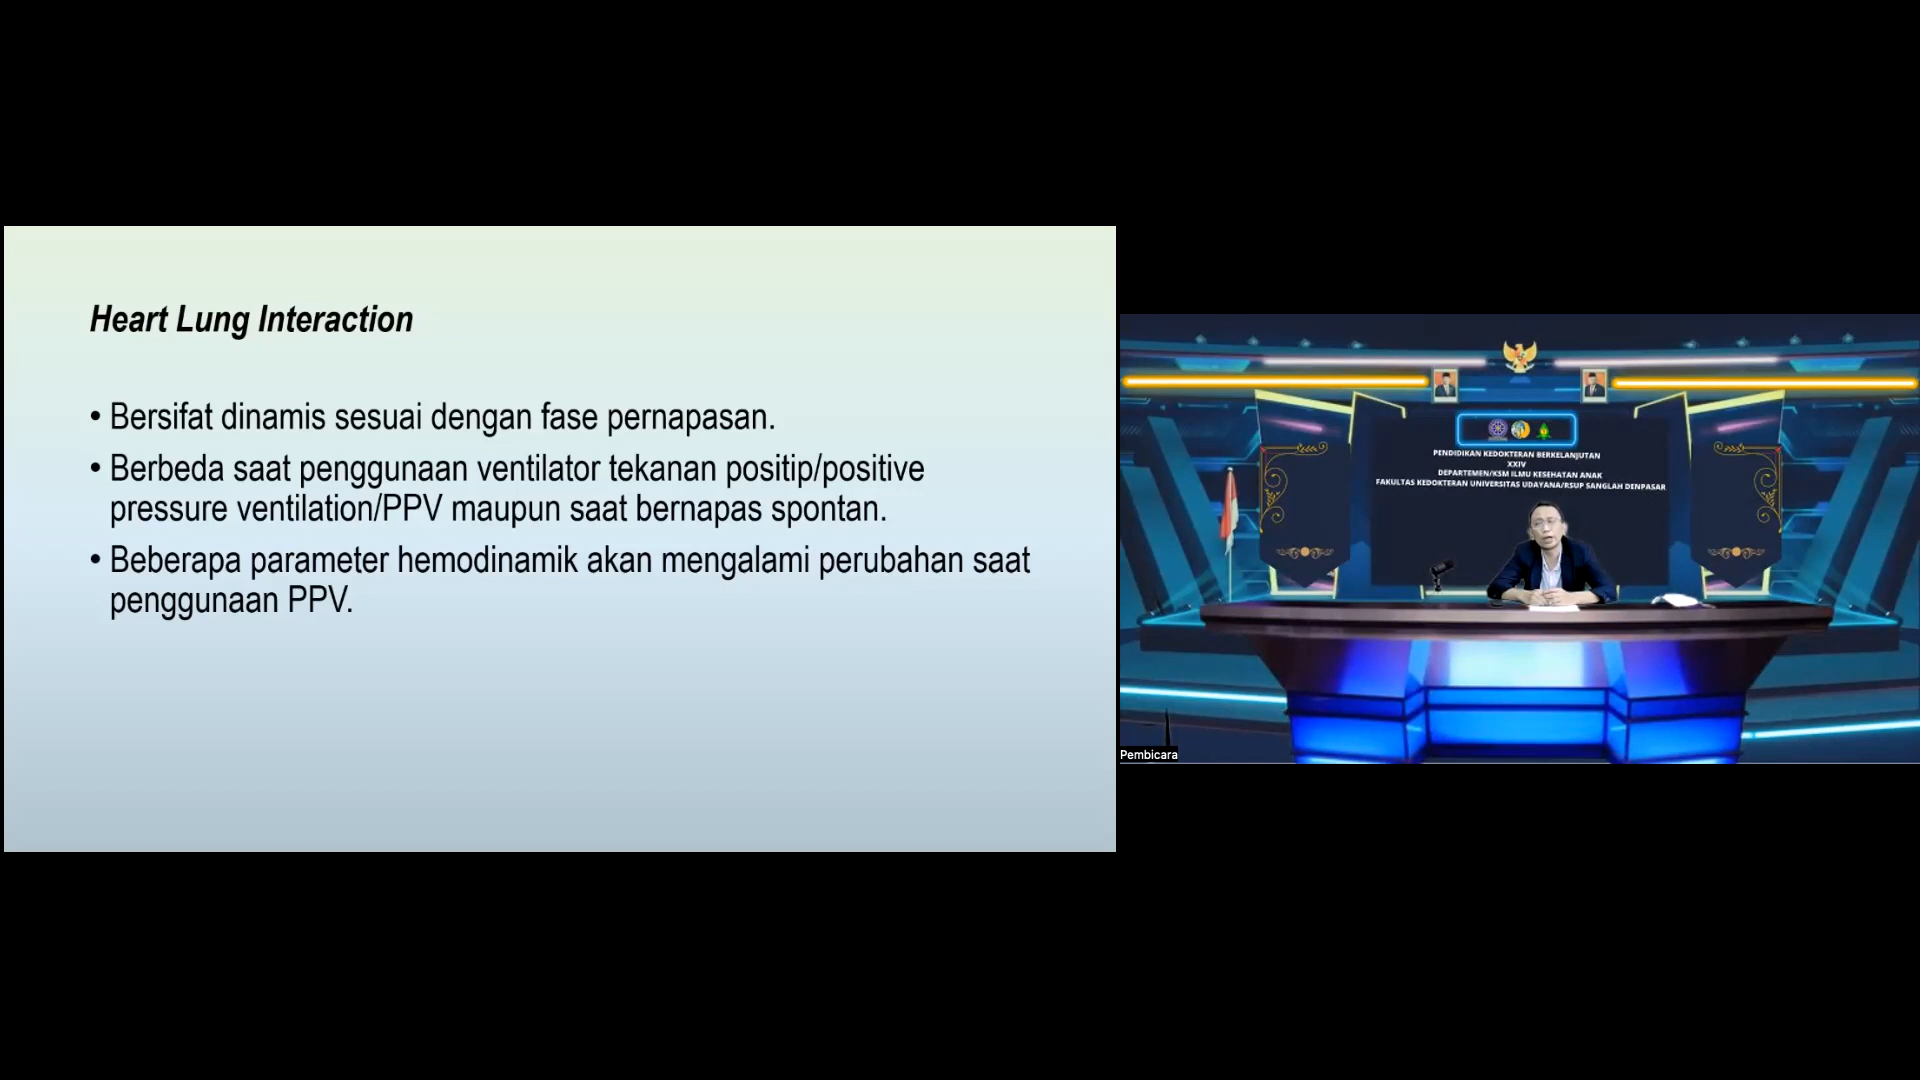 Heart Lung Interaction
• Bersifat dinamis sesuai dengan fase pernapasan.
• Berbeda saat penggunaan ventilator tekanan positip/positive
pressure ventilation/PPV maupun saat bernapas spontan.
• Beberapa parameter hemodinamik akan mengalami perubahan saat
penggunaan PPV.
PENDIDIKAN KEDOKTERAN BERKELANJUTAN
XXIV
DEPARTEMEN/KSM ILMU KESEHATAN ANAK
FAKULTAS KEDOKTERAN UNIVERSITAS UDAYANA/RSUP SANGLAH DENPASAR
Pembicara